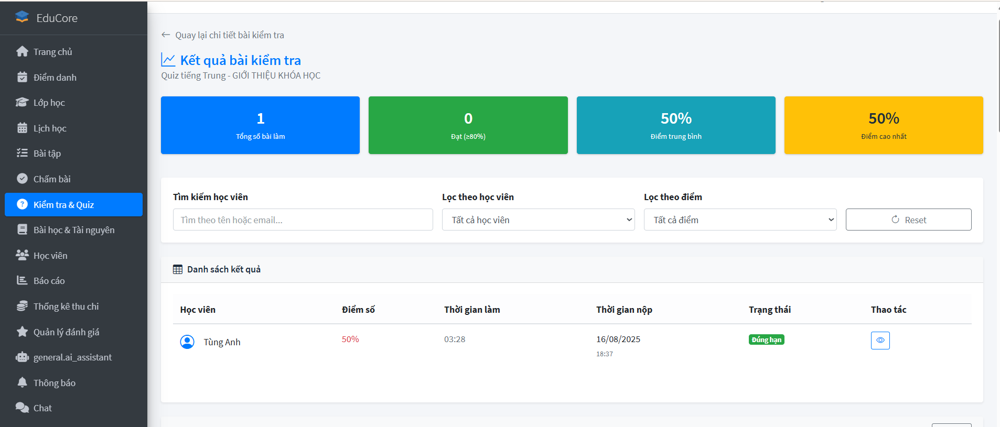 EduCore
Trang chủ
Điểm danh
Lớp học
Lịch học
Bài tập
Chấm bài
Kiểm tra & Quiz
Bài học & Tài nguyên
Học viên
Báo cáo
Thống kê thu chi
Quản lý đánh giá
general.ai_assistant
Thông báo
Chat
← Quay lại chi tiết bài kiểm tra
Kết quả bài kiểm tra
Quiz tiếng Trung - GIỚI THIỆU KHÓA HỌC
1
Tổng số bài làm
0
Đạt (≥80%)
50%
Điểm trung bình
50%
Điểm cao nhất
Tìm kiếm học viên
Tìm theo tên hoặc email...
Lọc theo học viên
Tất cả học viên
Lọc theo điểm
Tất cả điểm
Reset
Danh sách kết quả
Học viên Điểm số Thời gian làm Thời gian nộp Trạng thái Thao tác
Tùng Anh 50% 03:28 16/08/2025 Đúng hạn
18:37